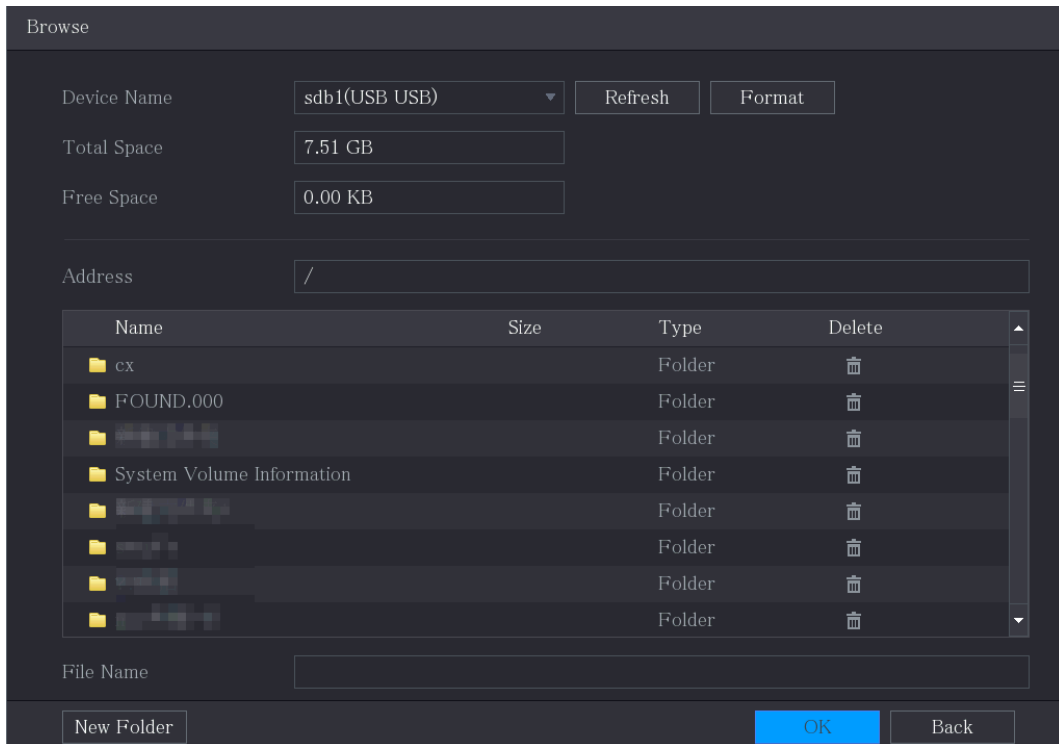 Browse
Device Name sdb1(USB USB) Refresh Format
Total Space 7.51 GB
Free Space 0.00 KB
Address /
Name Size Type Delete
cx Folder
FOUND.000 Folder
Folder
System Volume Information Folder
Folder
Folder
Folder
Folder
File Name
New Folder OK Back